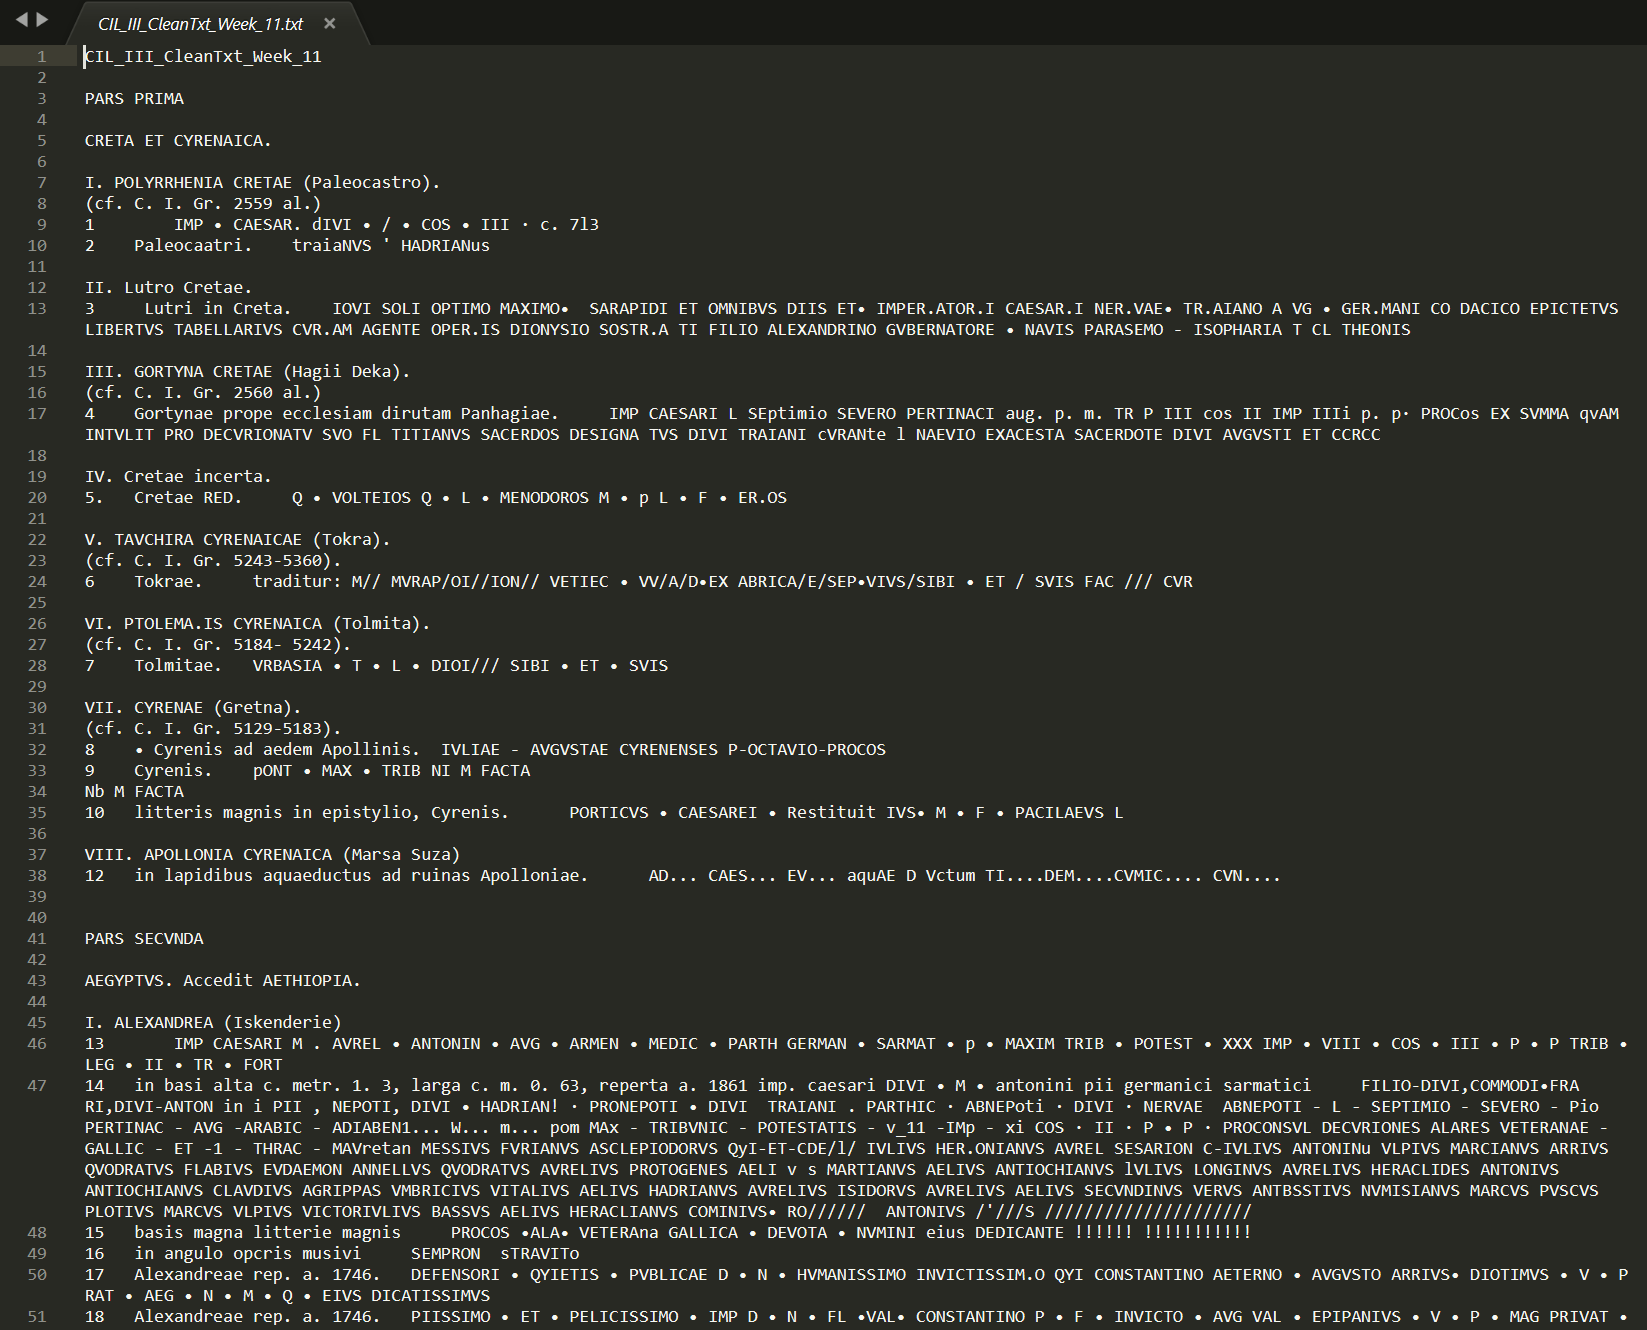 CIL_III_CleanTxt_Week_11.txt ×
1 CIL_III_CleanTxt_Week_11
2
3 PARS PRIMA
4
5 CRETA ET CYRENAICA.
6
7 I. POLYRRHENIA CRETAE (Paleocastro).
8 (cf. C. I. Gr. 2559 al.)
9 1 IMP • CAESAR. dIVI • / • COS • III · c. 7l3
10 2 Paleocaatri. traiaNVS ' HADRIANus
11
12 II. Lutro Cretae.
13 3 Lutri in Creta. IOVI SOLI OPTIMO MAXIMO• SARAPIDI ET OMNIBVS DIIS ET• IMPER.ATOR.I CAESAR.I NER.VAE• TR.AIANO A VG • GER.MANI CO DACICO EPICTETVS
LIBERTVS TABELLARIVS CVR.AM AGENTE OPER.IS DIONYSIO SOSTR.A TI FILIO ALEXANDRINO GVBERNATORE • NAVIS PARASEMO - ISOPHARIA T CL THEONIS
14
15 III. GORTYNA CRETAE (Hagii Deka).
16 (cf. C. I. Gr. 2560 al.)
17 4 Gortynae prope ecclesiam dirutam Panhagiae. IMP CAESARI L SEptimio SEVERO PERTINACI aug. p. m. TR P III cos II IMP IIIi p. p· PROCos EX SVMMA qvAM
INTVLIT PRO DECVRIONATV SVO FL TITIANVS SACERDOS DESIGNA TVS DIVI TRAIANI cVRANte l NAEVIO EXACESTA SACERDOTE DIVI AVGVSTI ET CCRCC
18
19 IV. Cretae incerta.
20 5. Cretae RED. Q • VOLTEIOS Q • L • MENODOROS M • p L • F • ER.OS
21
22 V. TAVCHIRA CYRENAICAE (Tokra).
23 (cf. C. I. Gr. 5243-5360).
24 6 Tokrae. traditur: M// MVRAP/OI//ION// VETIEC • VV/A/D•EX ABRICA/E/SEP•VIVS/SIBI • ET / SVIS FAC /// CVR
25
26 VI. PTOLEMA.IS CYRENAICA (Tolmita).
27 (cf. C. I. Gr. 5184- 5242).
28 7 Tolmitae. VRBASIA • T • L • DIOI/// SIBI • ET • SVIS
29
30 VII. CYRENAE (Gretna).
31 (cf. C. I. Gr. 5129-5183).
32 8 • Cyrenis ad aedem Apollinis. IVLIAE - AVGVSTAE CYRENENSES P-OCTAVIO-PROCOS
33 9 Cyrenis. pONT • MAX • TRIB NI M FACTA
34 Nb M FACTA
35 10 litteris magnis in epistylio, Cyrenis. PORTICVS • CAESAREI • Restituit IVS• M • F • PACILAEVS L
36
37 VIII. APOLLONIA CYRENAICA (Marsa Suza)
38 12 in lapidibus aquaeductus ad ruinas Apolloniae. AD... CAES... EV... aquAE D Vctum TI....DEM....CVMIC.... CVN....
39
40
41 PARS SECVNDA
42
43 AEGYPTVS. Accedit AETHIOPIA.
44
45 I. ALEXANDREA (Iskenderie)
46 13 IMP CAESARI M . AVREL • ANTONIN • AVG • ARMEN • MEDIC • PARTH GERMAN • SARMAT • p • MAXIM TRIB • POTEST • XXX IMP • VIII • COS • III • P • P TRIB •
LEG • II • TR • FORT
47 14 in basi alta c. metr. 1. 3, larga c. m. 0. 63, reperta a. 1861 imp. caesari DIVI • M • antonini pii germanici sarmatici FILIO-DIVI,COMMODI•FRA
RI,DIVI-ANTON in i PII , NEPOTI, DIVI • HADRIAN! · PRONEPOTI • DIVI TRAIANI . PARTHIC · ABNEPoti · DIVI · NERVAE ABNEPOTI - L - SEPTIMIO - SEVERO - Pio
PERTINAC - AVG -ARABIC - ADIABEN1... W... m... pom MAx - TRIBVNIC - POTESTATIS - v_11 -IMp - xi COS · II · P • P · PROCONSVL DECVRIONES ALARES VETERANAE -
GALLIC - ET -1 - THRAC - MAVretan MESSIVS FVRIANVS ASCLEPIODORVS QyI-ET-CDE/l/ IVLIVS HER.ONIANVS AVREL SESARION C-IVLIVS ANTONINu VLPIVS MARCIANVS ARRIVS
QVODRATVS FLABIVS EVDAEMON ANNELLVS QVODRATVS AVRELIVS PROTOGENES AELI v s MARTIANVS AELIVS ANTIOCHIANVS lVLIVS LONGINVS AVRELIVS HERACLIDES ANTONIVS
ANTIOCHIANVS CLAVDIVS AGRIPPAS VMBRICIVS VITALIVS AELIVS HADRIANVS AVRELIVS ISIDORVS AVRELIVS AELIVS SECVNDINVS VERVS ANTBSSTIVS NVMISIANVS MARCVS PVSCVS
PLOTIVS MARCVS VLPIVS VICTORIVLIVS BASSVS AELIVS HERACLIANVS COMINIVS• RO////// ANTONIVS /'///S /////////////////////
48 15 basis magna litterie magnis PROCOS •ALA• VETERAna GALLICA • DEVOTA • NVMINI eius DEDICANTE !!!!!! !!!!!!!!!!!
49 16 in angulo opcris musivi SEMPRON sTRAVITo
50 17 Alexandreae rep. a. 1746. DEFENSORI • QYIETIS • PVBLICAE D • N • HVMANISSIMO INVICTISSIM.O QYI CONSTANTINO AETERNO • AVGVSTO ARRIVS• DIOTIMVS • V • P
RAT • AEG • N • M • Q • EIVS DICATISSIMVS
51 18 Alexandreae rep. a. 1746. PIISSIMO • ET • PELICISSIMO • IMP D • N • FL •VAL• CONSTANTINO P • F • INVICTO • AVG VAL • EPIPANIVS • V • P • MAG PRIVAT •